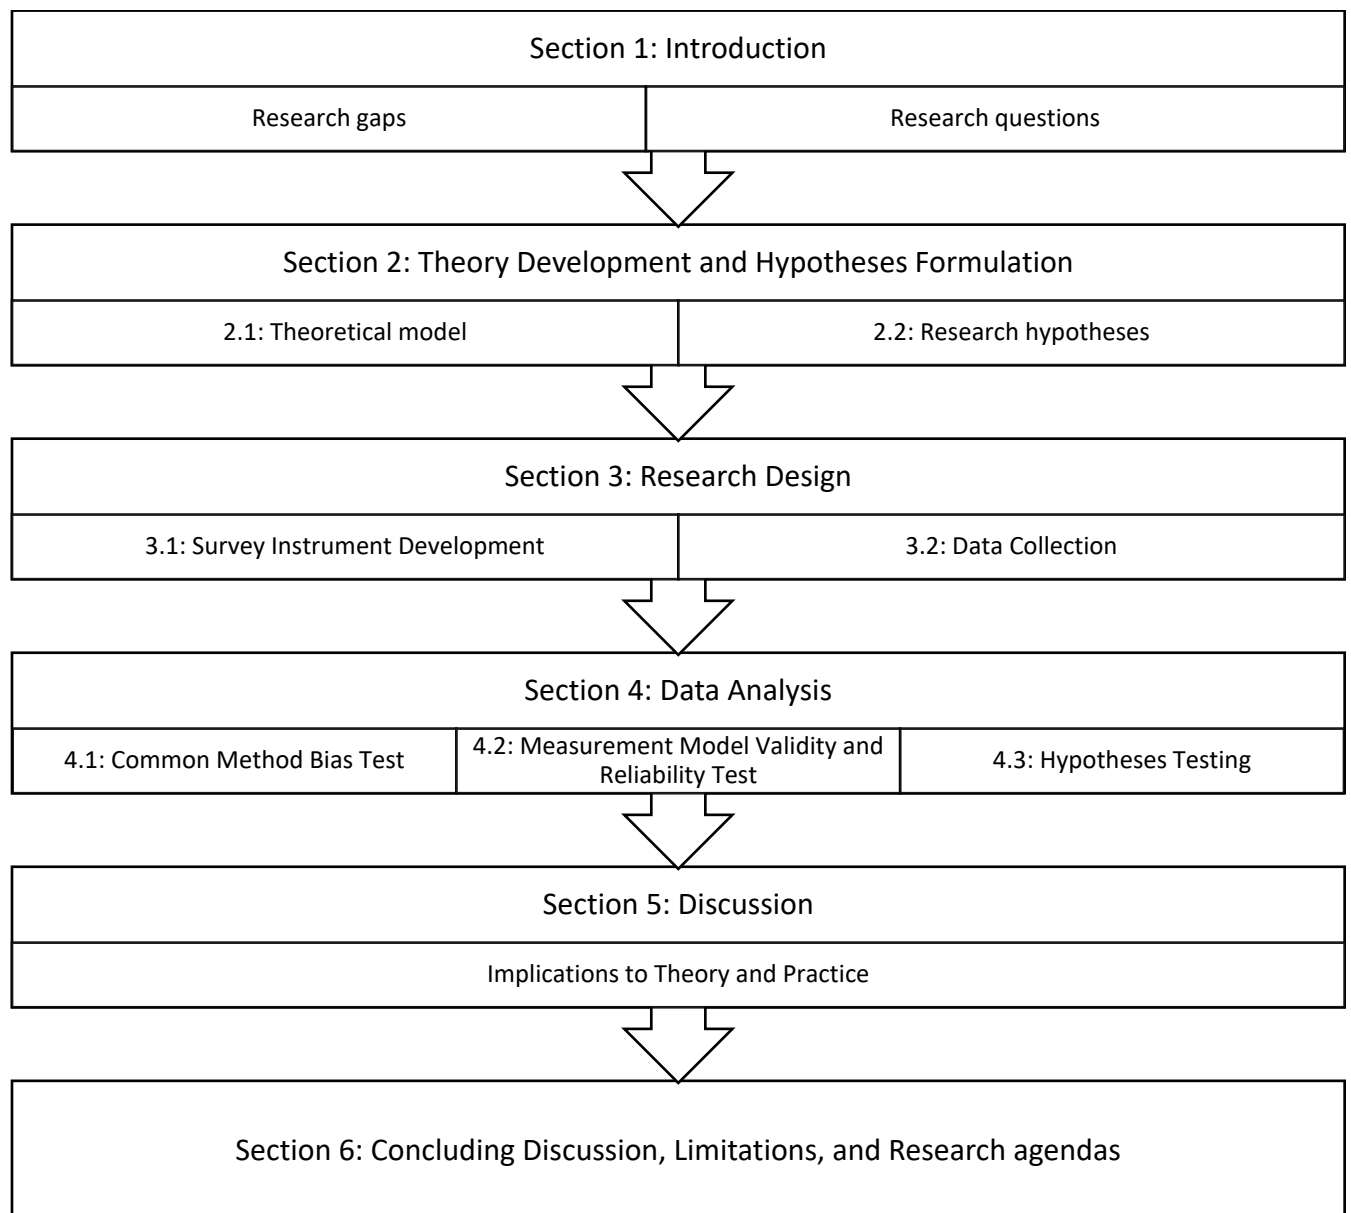 Section 1: Introduction
Research gaps
Research questions
Section 2: Theory Development and Hypotheses Formulation
2.1: Theoretical model
2.2: Research hypotheses
Section 3: Research Design
3.1: Survey Instrument Development
3.2: Data Collection
Section 4: Data Analysis
4.1: Common Method Bias Test
4.2: Measurement Model Validity and
Reliability Test
4.3: Hypotheses Testing
Section 5: Discussion
Implications to Theory and Practice
Section 6: Concluding Discussion, Limitations, and Research agendas